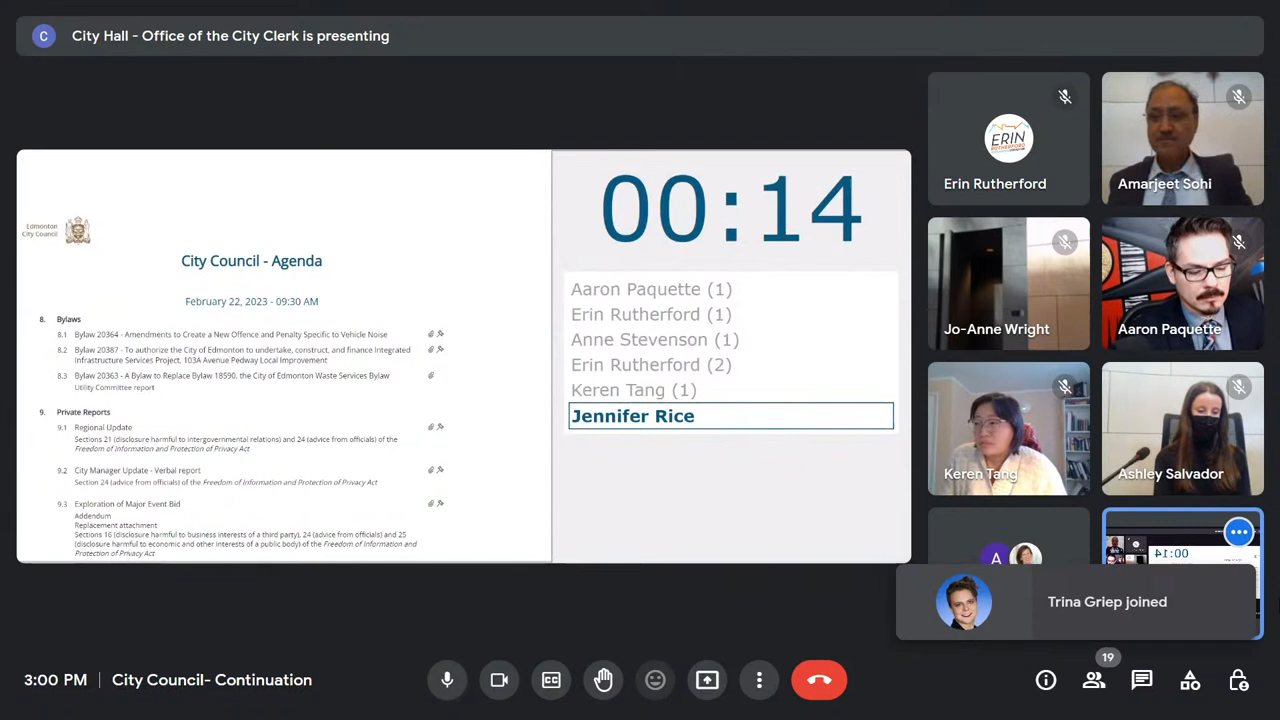 C
City Hall - Office of the City Clerk is presenting
Edmonton
City Council
City Council - Agenda
February 22, 2023 - 09:30 AM
8. Bylaws
8.1 Bylaw 20364 - Amendments to Create a New Offence and Penalty Specific to Vehicle Noise
8.2 Bylaw 20387 - To authorize the City of Edmonton to undertake, construct, and finance Integrated
Infrastructure Services Project, 103A Avenue Pedway Local Improvement
8.3 Bylaw 20363 - A Bylaw to Replace Bylaw 18590, the City of Edmonton Waste Services Bylaw
Utility Committee report
9. Private Reports
9.1 Regional Update
Sections 21 (disclosure harmful to intergovernmental relations) and 24 (advice from officials) of the
Freedom of Information and Protection of Privacy Act
9.2 City Manager Update - Verbal report
Section 24 (advice from officials) of the Freedom of Information and Protection of Privacy Act
9.3 Exploration of Major Event Bid
Addendum
Replacement attachment
Sections 16 (disclosure harmful to business interests of a third party), 24 (advice from officials) and 25
(disclosure harmful to economic and other interests of a public body) of the Freedom of Information and
Protection of Privacy Act
00:14
Aaron Paquette (1)
Erin Rutherford (1)
Anne Stevenson (1)
Erin Rutherford (2)
Keren Tang (1)
Jennifer Rice
ERIN
RUTHERFORD
Erin Rutherford
Amarjeet Sohi
Jo-Anne Wright
Aaron Paquette
Keren Tang
Ashley Salvador
A
00:14
Trina Griep joined
3:00 PM
City Council- Continuation
19